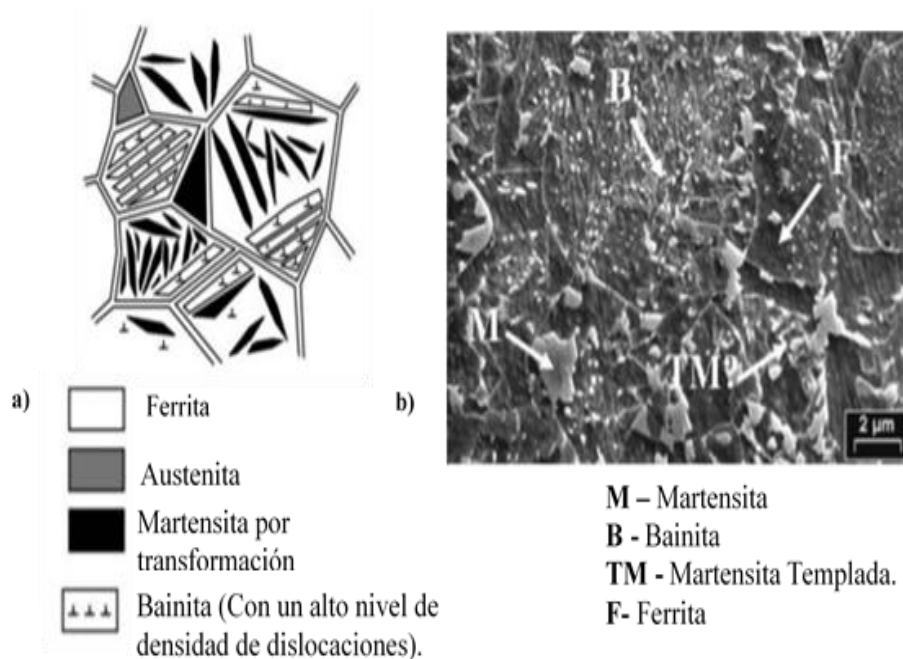 a)
Ferrita
Austenita
Martensita por
transformación
Bainita (Con un alto nivel de
densidad de dislocaciones).
b)
B
F
M
TM?
2 µm
M – Martensita
B - Bainita
TM - Martensita Templada.
F- Ferrita